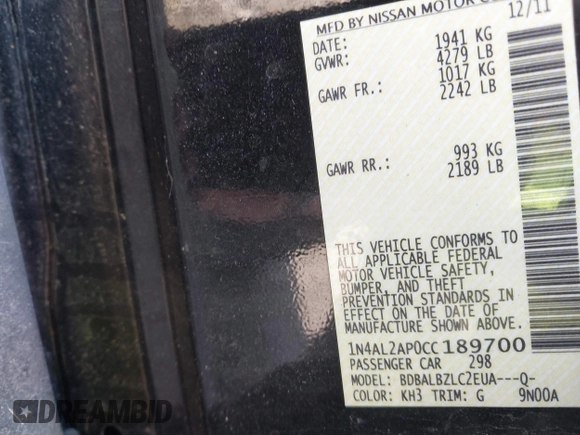 MFD BY NISSAN MOTOR
DATE: 12/11
GVWR: 1941 KG
4279 LB
GAWR FR.: 1017 KG
2242 LB
GAWR RR.: 993 KG
2189 LB
THIS VEHICLE CONFORMS TO
ALL APPLICABLE FEDERAL
MOTOR VEHICLE SAFETY,
BUMPER, AND THEFT
PREVENTION STANDARDS IN
EFFECT ON THE DATE OF
MANUFACTURE SHOWN ABOVE.
1N4AL2AP0CC189700
PASSENGER CAR 298
MODEL: BDBALBZLC2EUA---Q-
COLOR: KH3 TRIM: G 9N00A
DREAMBID